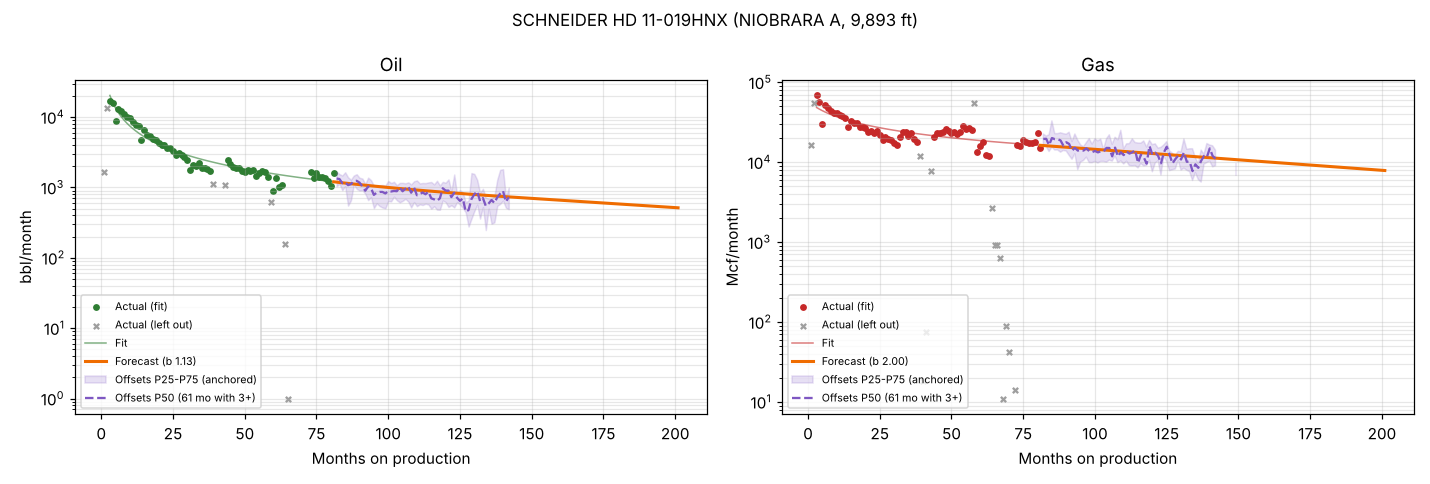 SCHNEIDER HD 11-019HNX (NIOBRARA A, 9,893 ft)
Oil
bbl/month
10⁴
10³
10²
10¹
10⁰
Actual (fit)
Actual (left out)
Fit
Forecast (b 1.13)
Offsets P25-P75 (anchored)
Offsets P50 (61 mo with 3+)
0 25 50 75 100 125 150 175 200
Months on production
Gas
Mcf/month
10⁵
10⁴
10³
10²
10¹
Actual (fit)
Actual (left out)
Fit
Forecast (b 2.00)
Offsets P25-P75 (anchored)
Offsets P50 (61 mo with 3+)
0 25 50 75 100 125 150 175 200
Months on production